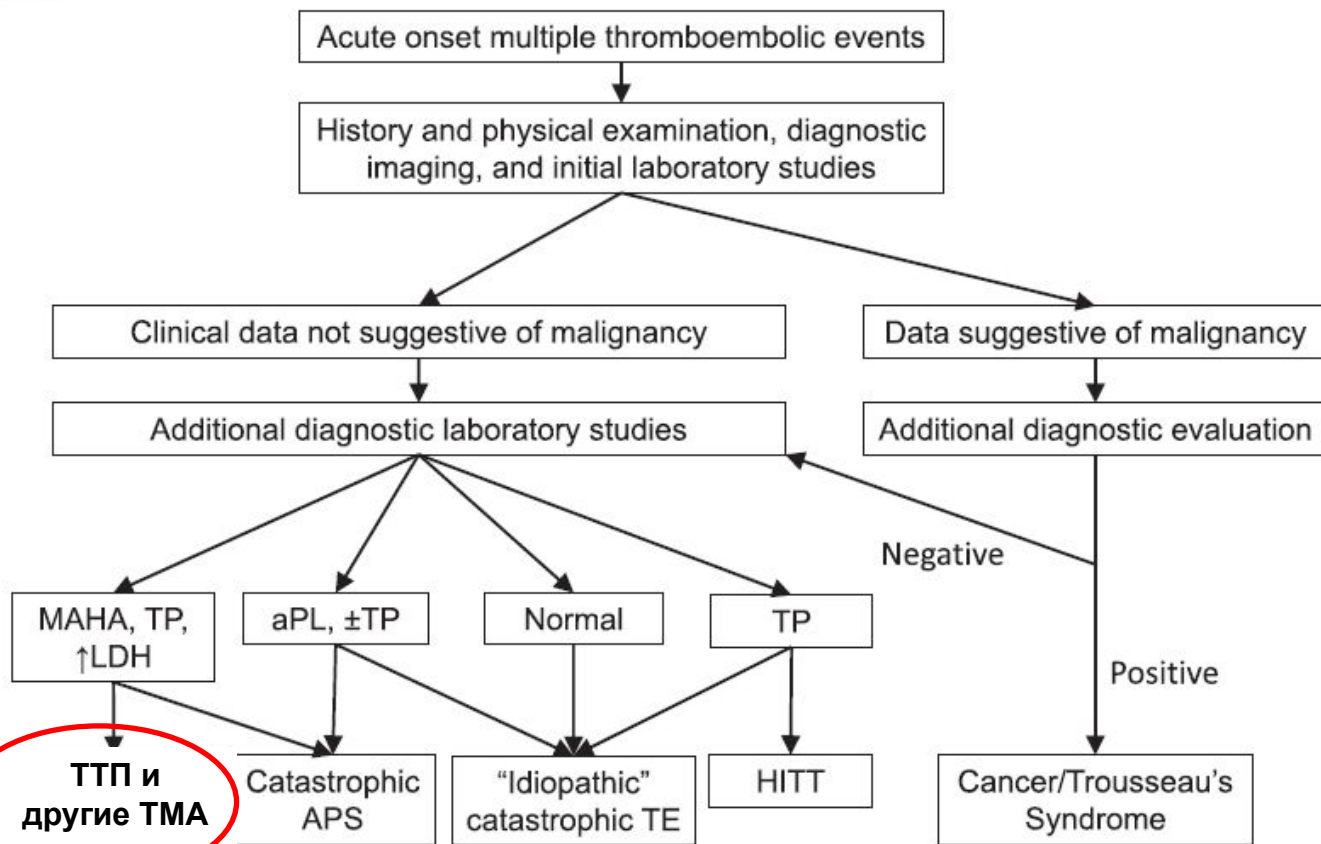 Acute onset multiple thromboembolic events
History and physical examination, diagnostic
imaging, and initial laboratory studies
Clinical data not suggestive of malignancy
Data suggestive of malignancy
Additional diagnostic laboratory studies
Additional diagnostic evaluation
Negative
MAHA, TP,
↑LDH
aPL, ±TP
Normal
TP
Positive
ТТП и
другие ТМА
Catastrophic
APS
“Idiopathic”
catastrophic TE
HITT
Cancer/Trousseau's
Syndrome